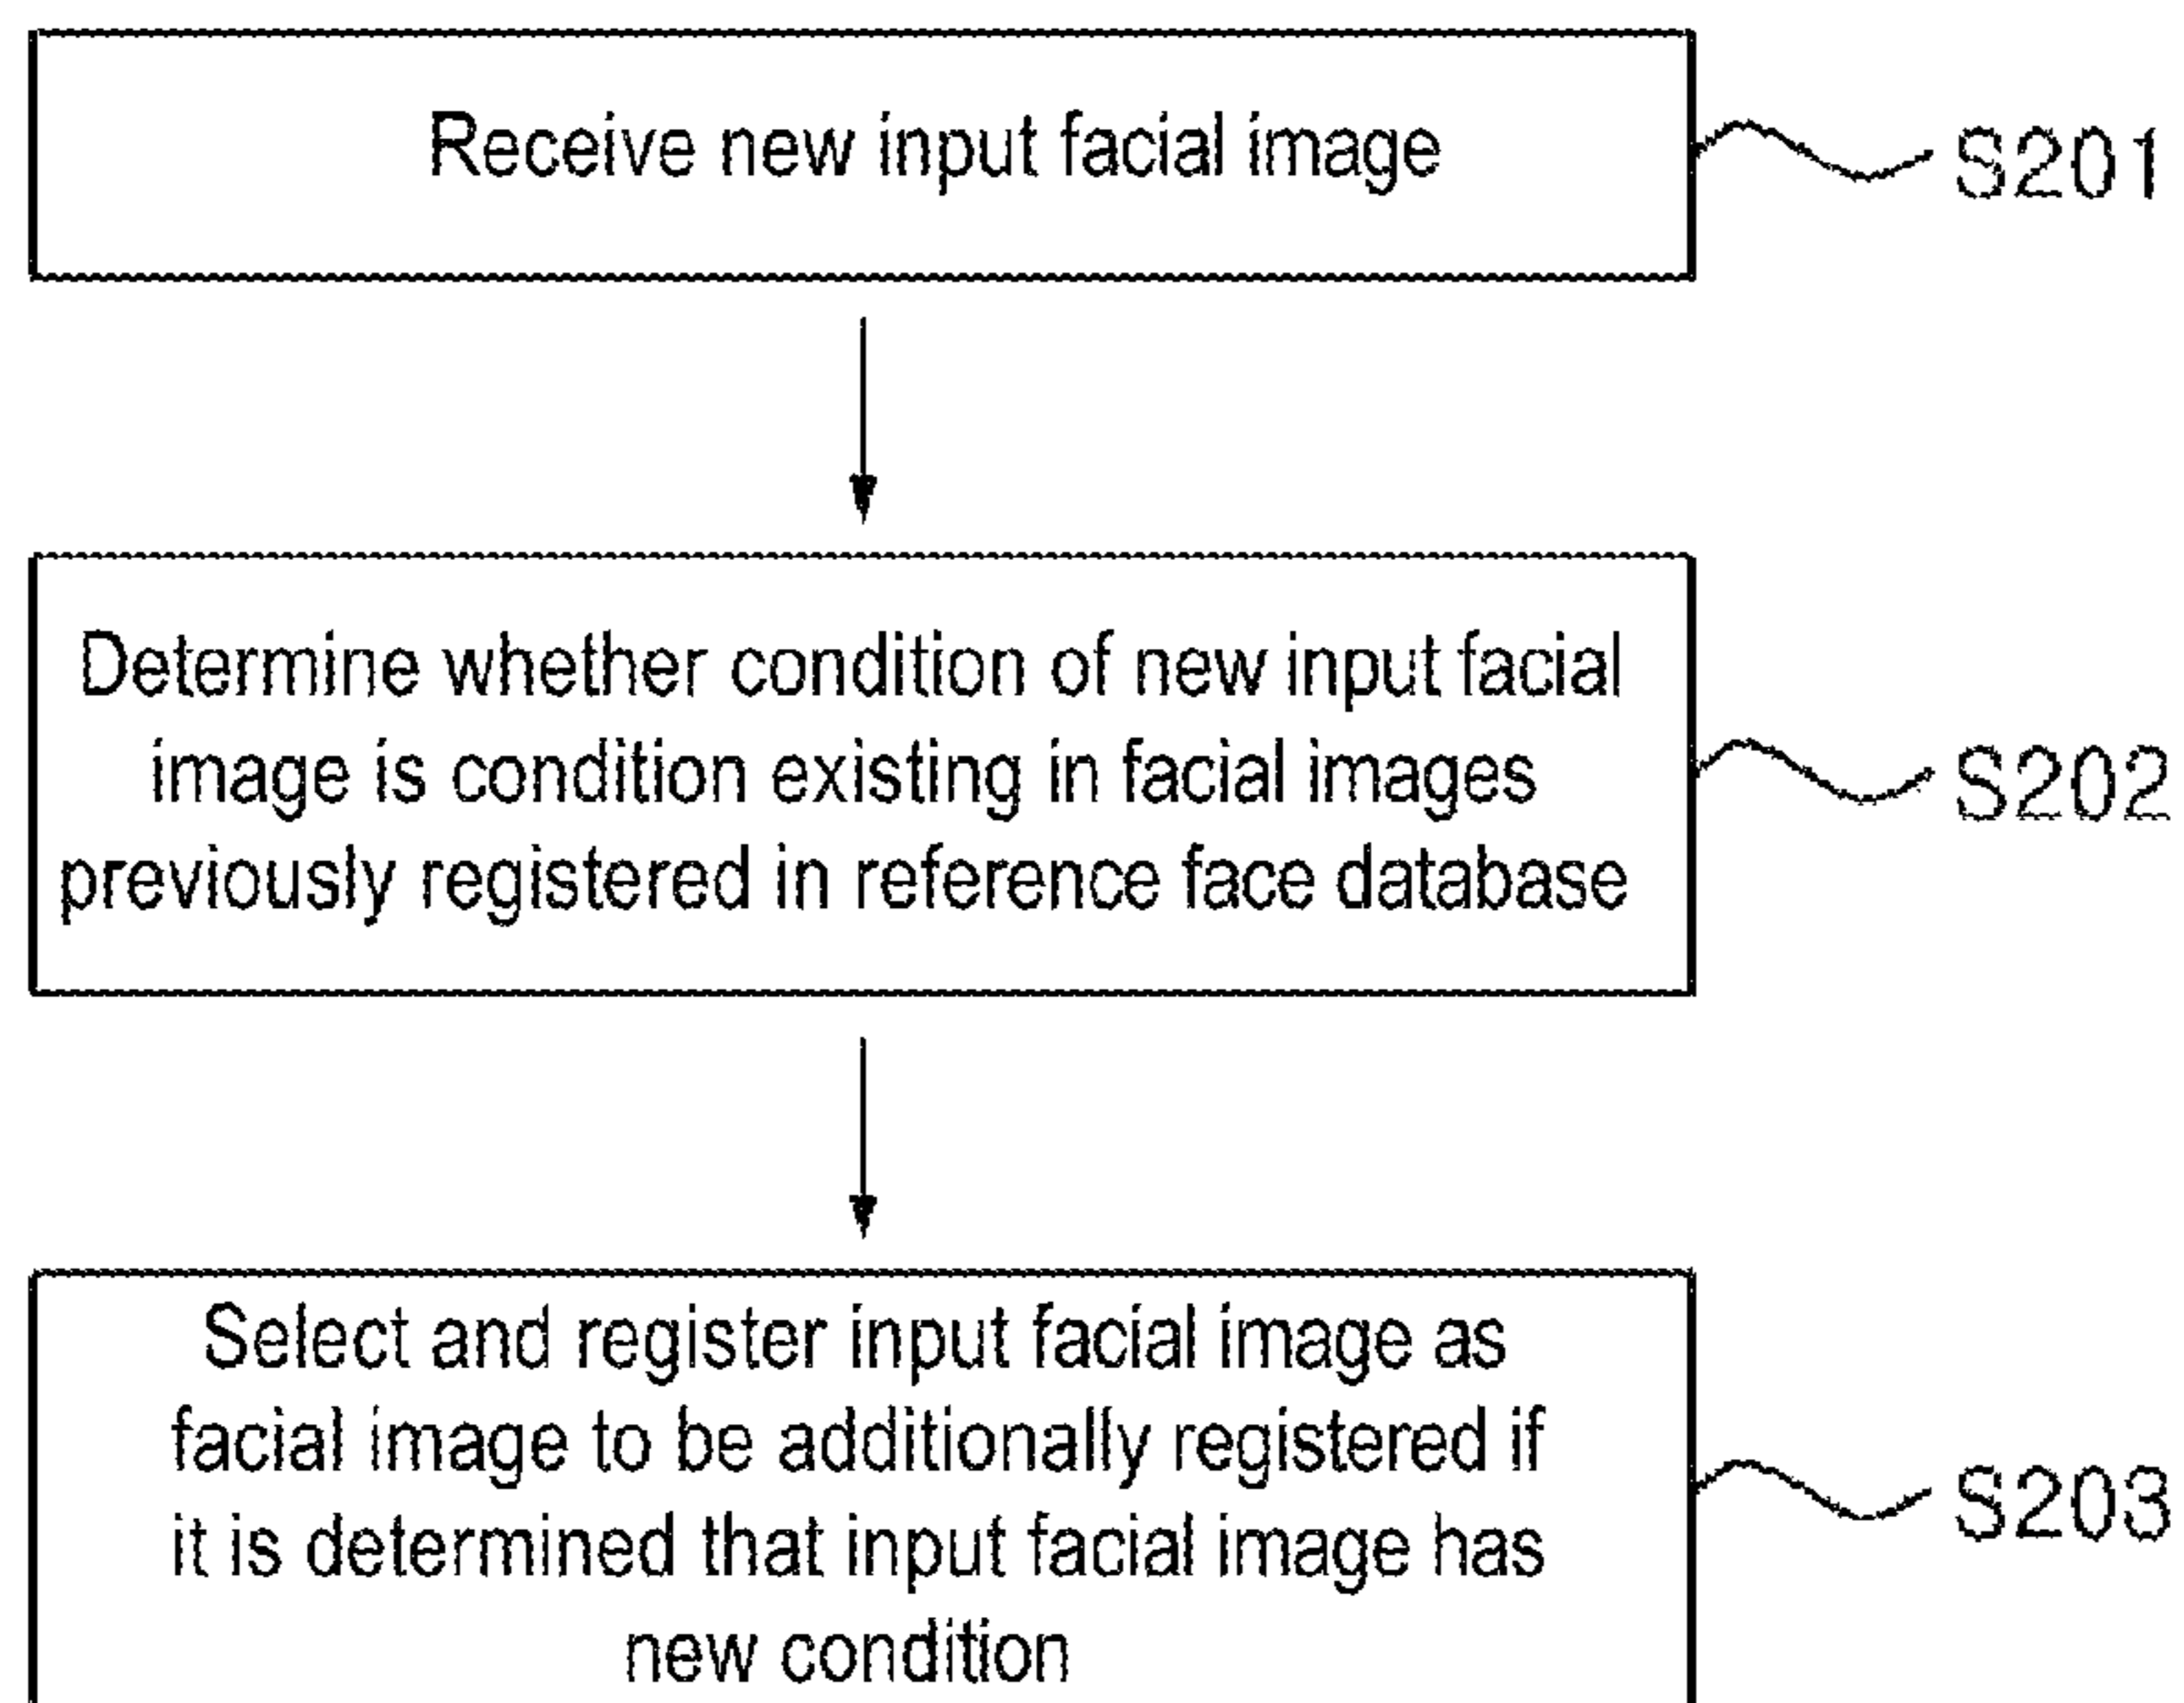 Receive new input facial image
S201
Determine whether condition of new input facial
image is condition existing in facial images
previously registered in reference face database
S202
Select and register input facial image as
facial image to be additionally registered if
it is determined that input facial image has
new condition
S203